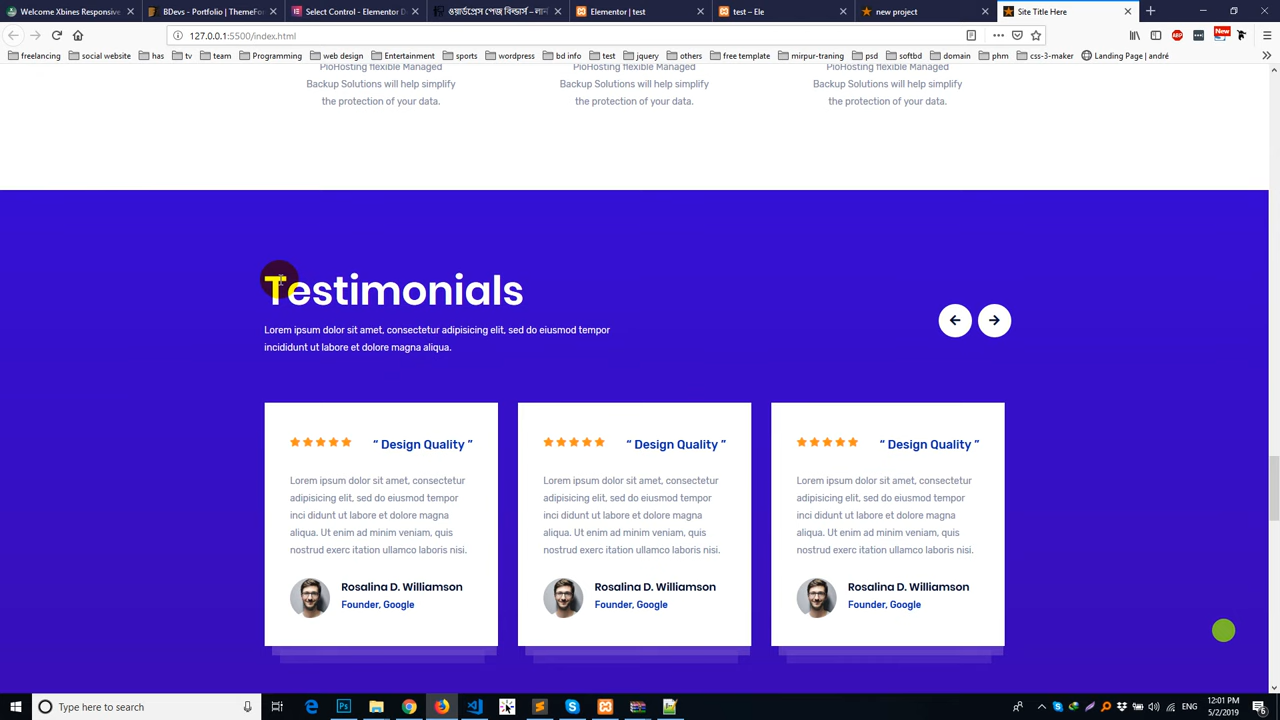 Welcome Xbines Responsive
BDevs - Portfolio | ThemeFor
Select Control - Elementor D
ওয়ার্ডপ্রেস পেজ বিল্ডার্স – লাম
Elementor | test
test – Ele
new project
Site Title Here
127.0.0.1:5500/index.html
New
freelancing
social website
has
tv
team
Programming
web design
Entertainment
sports
wordpress
bd info
test
jquery
others
free template
mirpur-traning
psd
softbd
domain
phm
css-3-maker
Landing Page | andré
PioHosting flexible Managed
Backup Solutions will help simplify
the protection of your data.
PioHosting flexible Managed
Backup Solutions will help simplify
the protection of your data.
PioHosting flexible Managed
Backup Solutions will help simplify
the protection of your data.
Testimonials
Lorem ipsum dolor sit amet, consectetur adipisicing elit, sed do eiusmod tempor
incididunt ut labore et dolore magna aliqua.
“ Design Quality ”
Lorem ipsum dolor sit amet, consectetur
adipisicing elit, sed do eiusmod tempor
inci didunt ut labore et dolore magna
aliqua. Ut enim ad minim veniam, quis
nostrud exerc itation ullamco laboris nisi.
Rosalina D. Williamson
Founder, Google
“ Design Quality ”
Lorem ipsum dolor sit amet, consectetur
adipisicing elit, sed do eiusmod tempor
inci didunt ut labore et dolore magna
aliqua. Ut enim ad minim veniam, quis
nostrud exerc itation ullamco laboris nisi.
Rosalina D. Williamson
Founder, Google
“ Design Quality ”
Lorem ipsum dolor sit amet, consectetur
adipisicing elit, sed do eiusmod tempor
inci didunt ut labore et dolore magna
aliqua. Ut enim ad minim veniam, quis
nostrud exerc itation ullamco laboris nisi.
Rosalina D. Williamson
Founder, Google
Type here to search
ENG
12:01 PM
5/2/2019